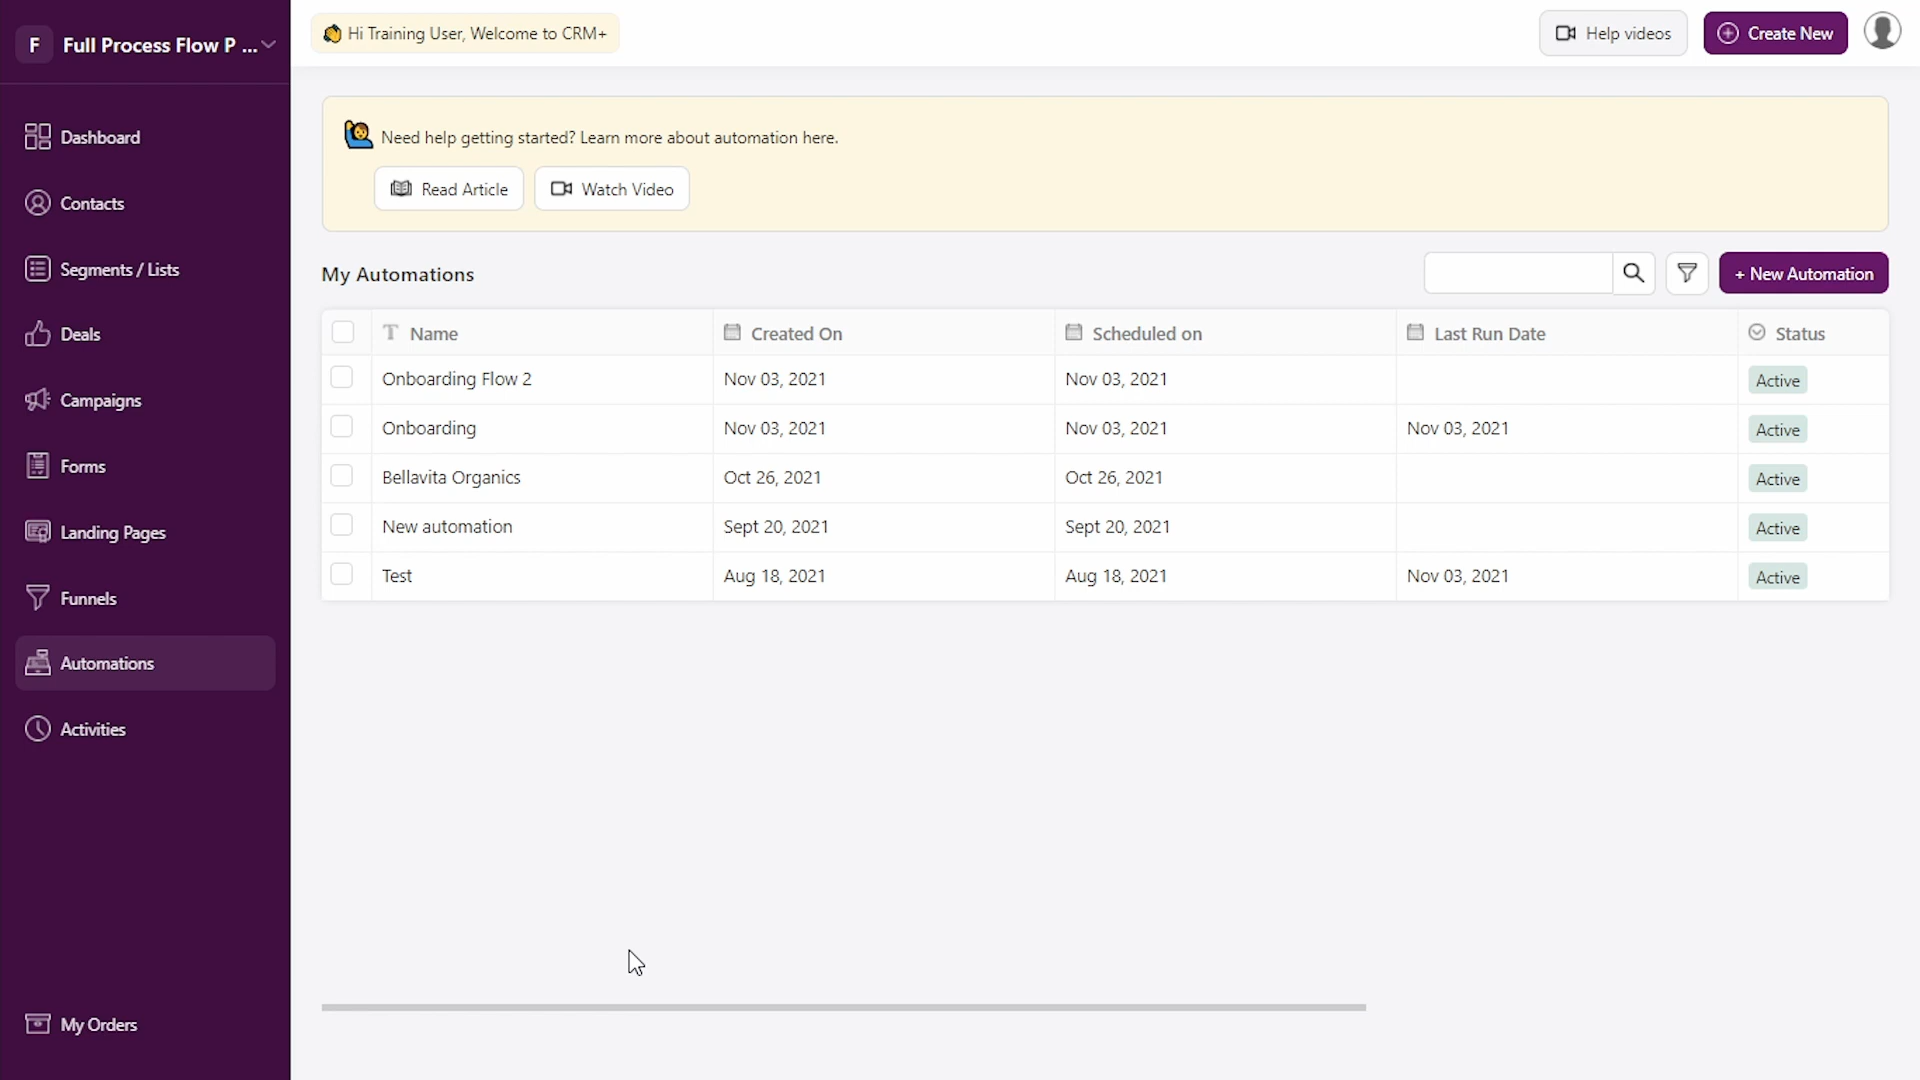 F Full Process Flow P ...
Hi Training User, Welcome to CRM+
Help videos
Create New
Dashboard
Contacts
Segments / Lists
Deals
Campaigns
Forms
Landing Pages
Funnels
Automations
Activities
My Orders
Need help getting started? Learn more about automation here.
Read Article
Watch Video
My Automations
+ New Automation
Name Created On Scheduled on Last Run Date Status
Onboarding Flow 2 Nov 03, 2021 Nov 03, 2021 Active
Onboarding Nov 03, 2021 Nov 03, 2021 Nov 03, 2021 Active
Bellavita Organics Oct 26, 2021 Oct 26, 2021 Active
New automation Sept 20, 2021 Sept 20, 2021 Active
Test Aug 18, 2021 Aug 18, 2021 Nov 03, 2021 Active